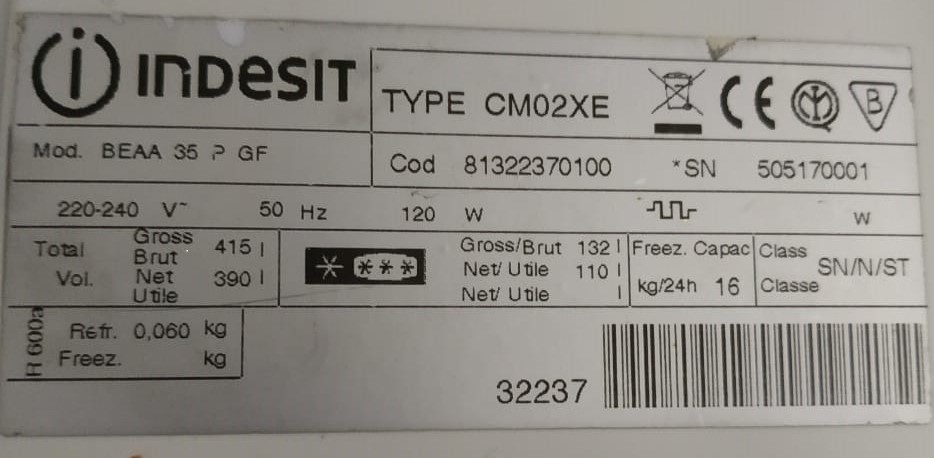 INDESIT
TYPE CM02XE
Mod. BEAA 35 P GF
Cod 81322370100 *SN 505170001
220-240 V~ 50 Hz 120 W W
Total Vol.
Gross Brut 415 l
Net Utile 390 l
* ***
Gross/Brut 132 l
Net/ Utile 110 l
Net/ Utile l
Freez. Capac
kg/24h 16
Class Classe SN/N/ST
R 600a
Refr. 0,060 kg
Freez. kg
32237